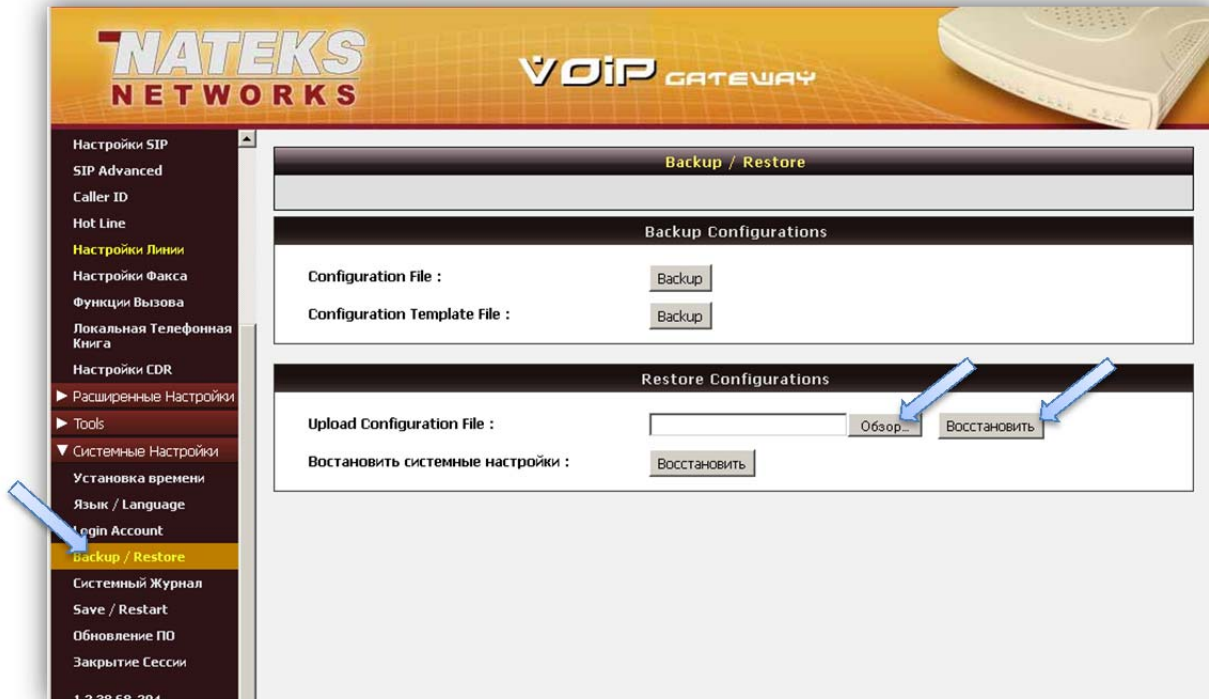 NATEKS
NETWORKS
VOiP GATEWAY
Настройки SIP
SIP Advanced
Caller ID
Hot Line
Настройки Линии
Настройки Факса
Функции Вызова
Локальная Телефонная
Книга
Настройки CDR
Расширенные Настройки
Tools
Системные Настройки
Установка времени
Язык / Language
Login Account
Backup / Restore
Системный Журнал
Save / Restart
Обновление ПО
Закрытие Сессии
Backup / Restore
Backup Configurations
Configuration File : Backup
Configuration Template File : Backup
Restore Configurations
Upload Configuration File : Обзор... Восстановить
Востановить системные настройки : Восстановить